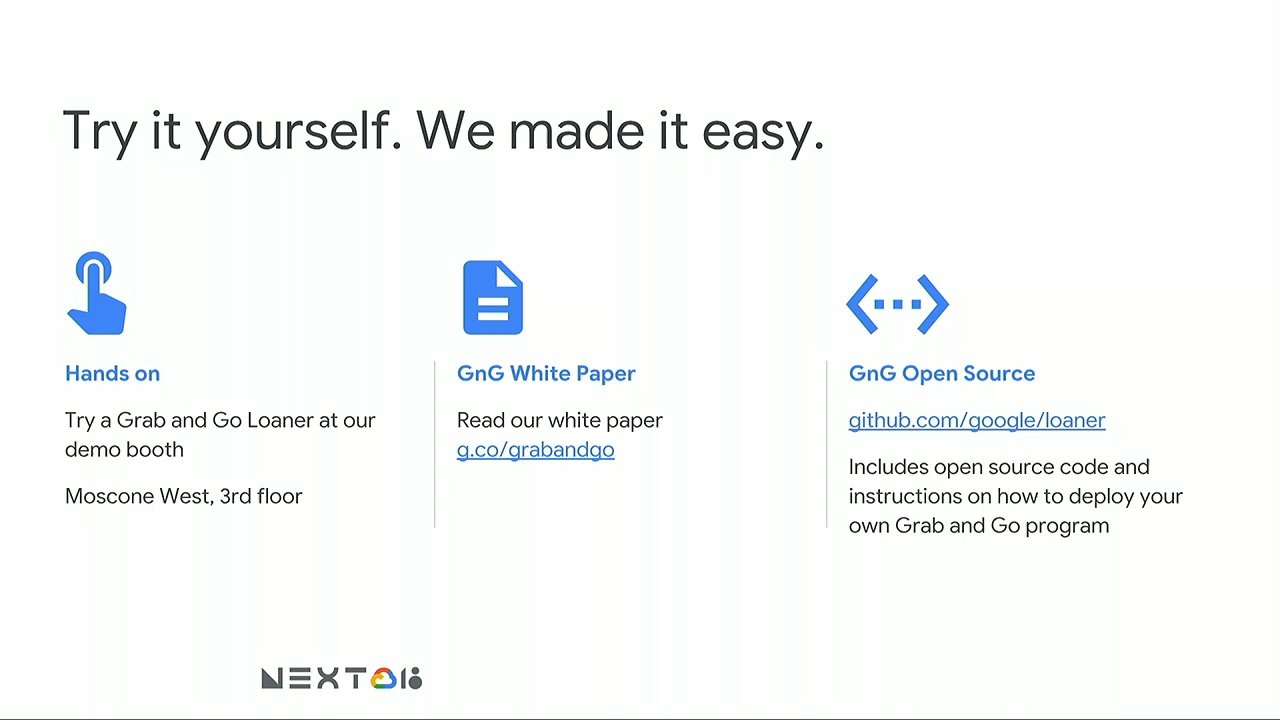 Try it yourself. We made it easy.
Hands on
Try a Grab and Go Loaner at our
demo booth
Moscone West, 3rd floor
GnG White Paper
Read our white paper
g.co/grabandgo
GnG Open Source
github.com/google/loaner
Includes open source code and
instructions on how to deploy your
own Grab and Go program
NEXT 18